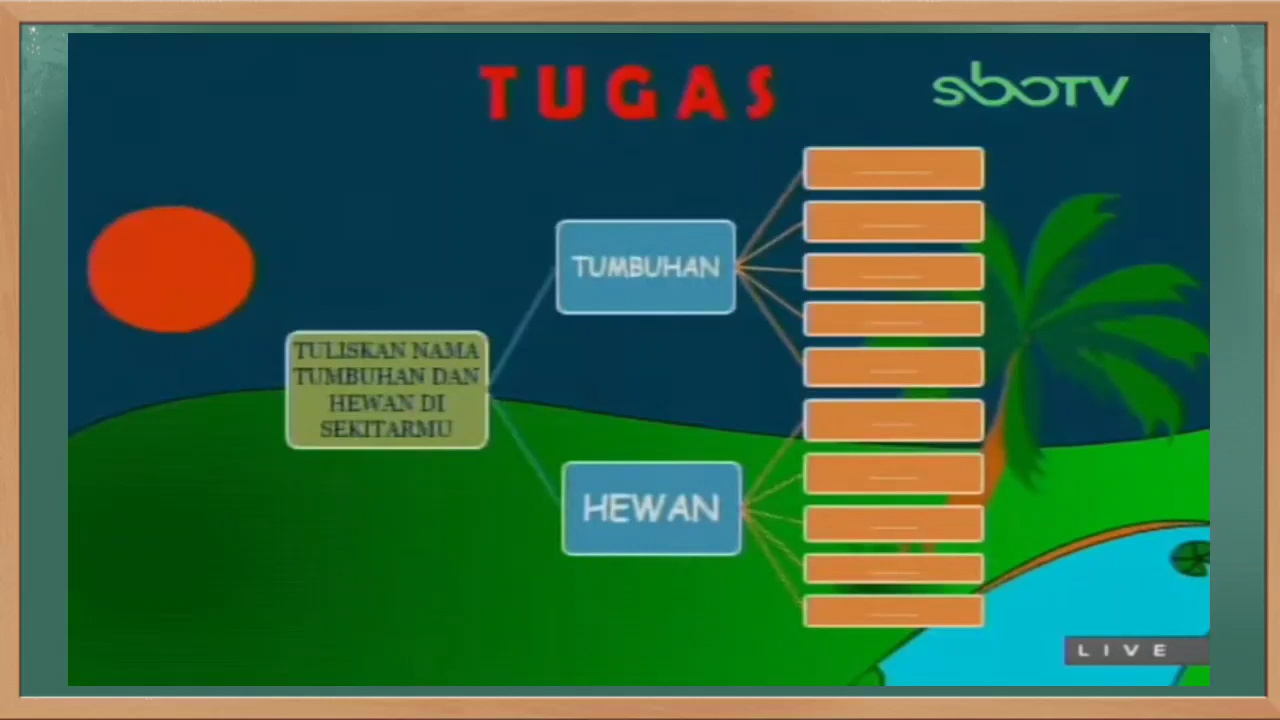 TUGAS
sboTV
TUMBUHAN
TULISKAN NAMA
TUMBUHAN DAN
HEWAN DI
SEKITARMU
HEWAN
LIVE